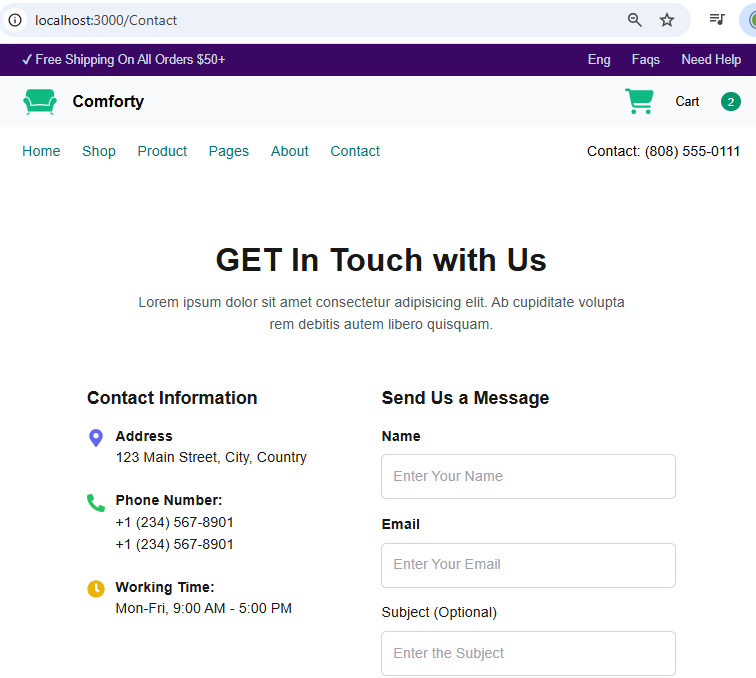 localhost:3000/Contact
✓ Free Shipping On All Orders $50+
Eng Faqs Need Help
Comforty
Cart 2
Home Shop Product Pages About Contact
Contact: (808) 555-0111
GET In Touch with Us
Lorem ipsum dolor sit amet consectetur adipisicing elit. Ab cupiditate volupta
rem debitis autem libero quisquam.
Contact Information
Address
123 Main Street, City, Country
Phone Number:
+1 (234) 567-8901
+1 (234) 567-8901
Working Time:
Mon-Fri, 9:00 AM - 5:00 PM
Send Us a Message
Name
Enter Your Name
Email
Enter Your Email
Subject (Optional)
Enter the Subject